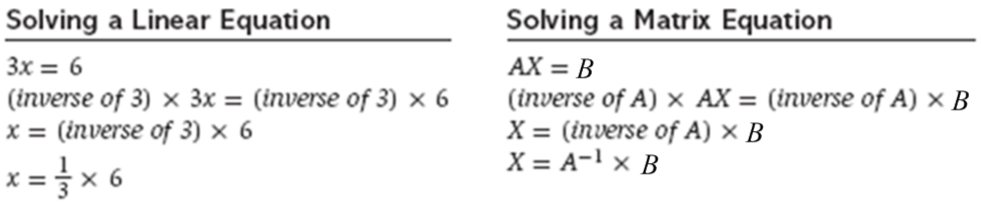 Solving a Linear Equation
3x = 6
(inverse of 3) × 3x = (inverse of 3) × 6
x = (inverse of 3) × 6
x = 1/3 × 6
Solving a Matrix Equation
AX = B
(inverse of A) × AX = (inverse of A) × B
X = (inverse of A) × B
X = A⁻¹ × B